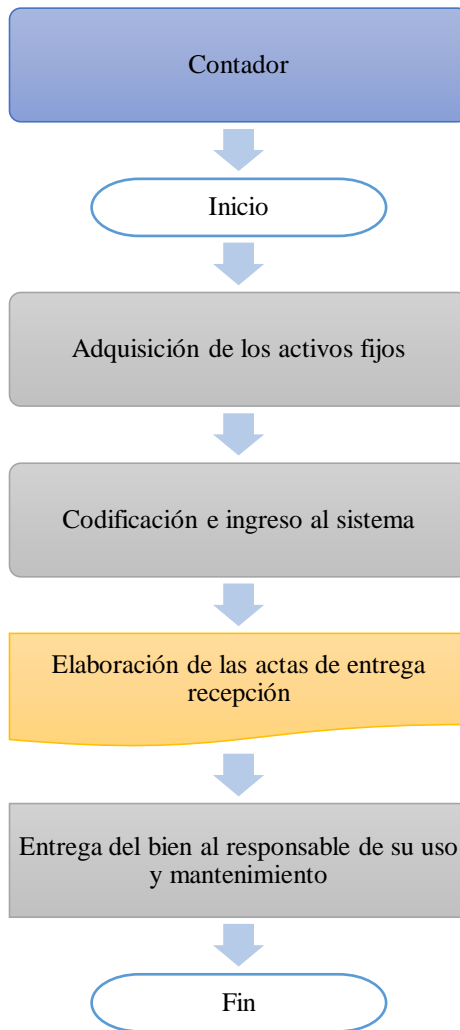 Contador
Inicio
Adquisición de los activos fijos
Codificación e ingreso al sistema
Elaboración de las actas de entrega
recepción
Entrega del bien al responsable de su uso
y mantenimiento
Fin